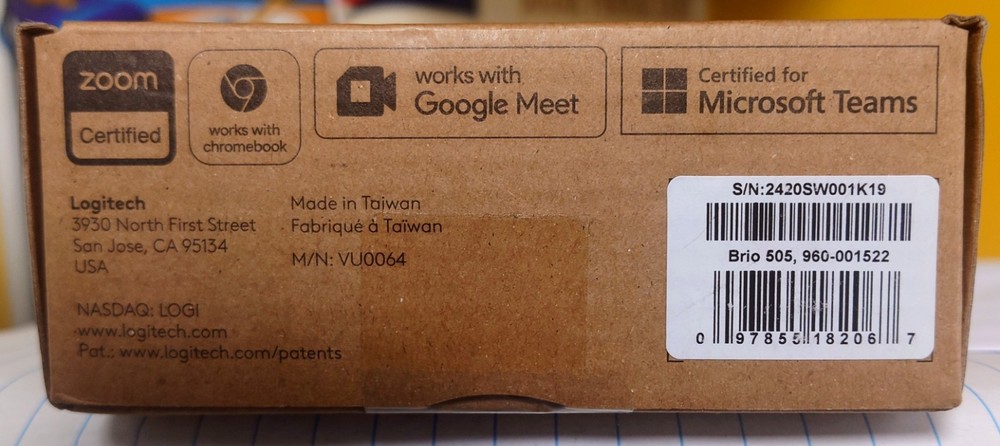 zoom
Certified
works with
chromebook
works with
Google Meet
Certified for
Microsoft Teams
Logitech
3930 North First Street
San Jose, CA 95134
USA
Made in Taiwan
Fabriqué à Taïwan
M/N: VU0064
NASDAQ: LOGI
www.logitech.com
Pat.: www.logitech.com/patents
S/N:2420SW001K19
Brio 505, 960-001522
0 97855 18206 7